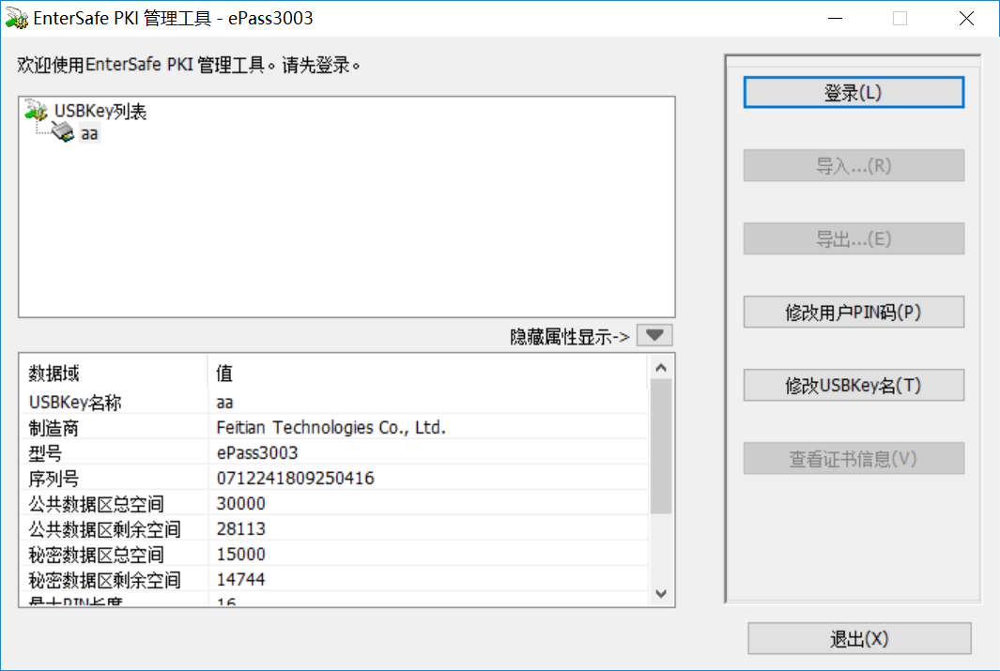 EnterSafe PKI 管理工具 - ePass3003
欢迎使用EnterSafe PKI 管理工具。请先登录。
USBKey列表
aa
隐藏属性显示->
数据域 值
USBKey名称 aa
制造商 Feitian Technologies Co., Ltd.
型号 ePass3003
序列号 0712241809250416
公共数据区总空间 30000
公共数据区剩余空间 28113
秘密数据区总空间 15000
秘密数据区剩余空间 14744
最大PIN长度 16
登录(L)
导入...(R)
导出...(E)
修改用户PIN码(P)
修改USBKey名(T)
查看证书信息(V)
退出(X)